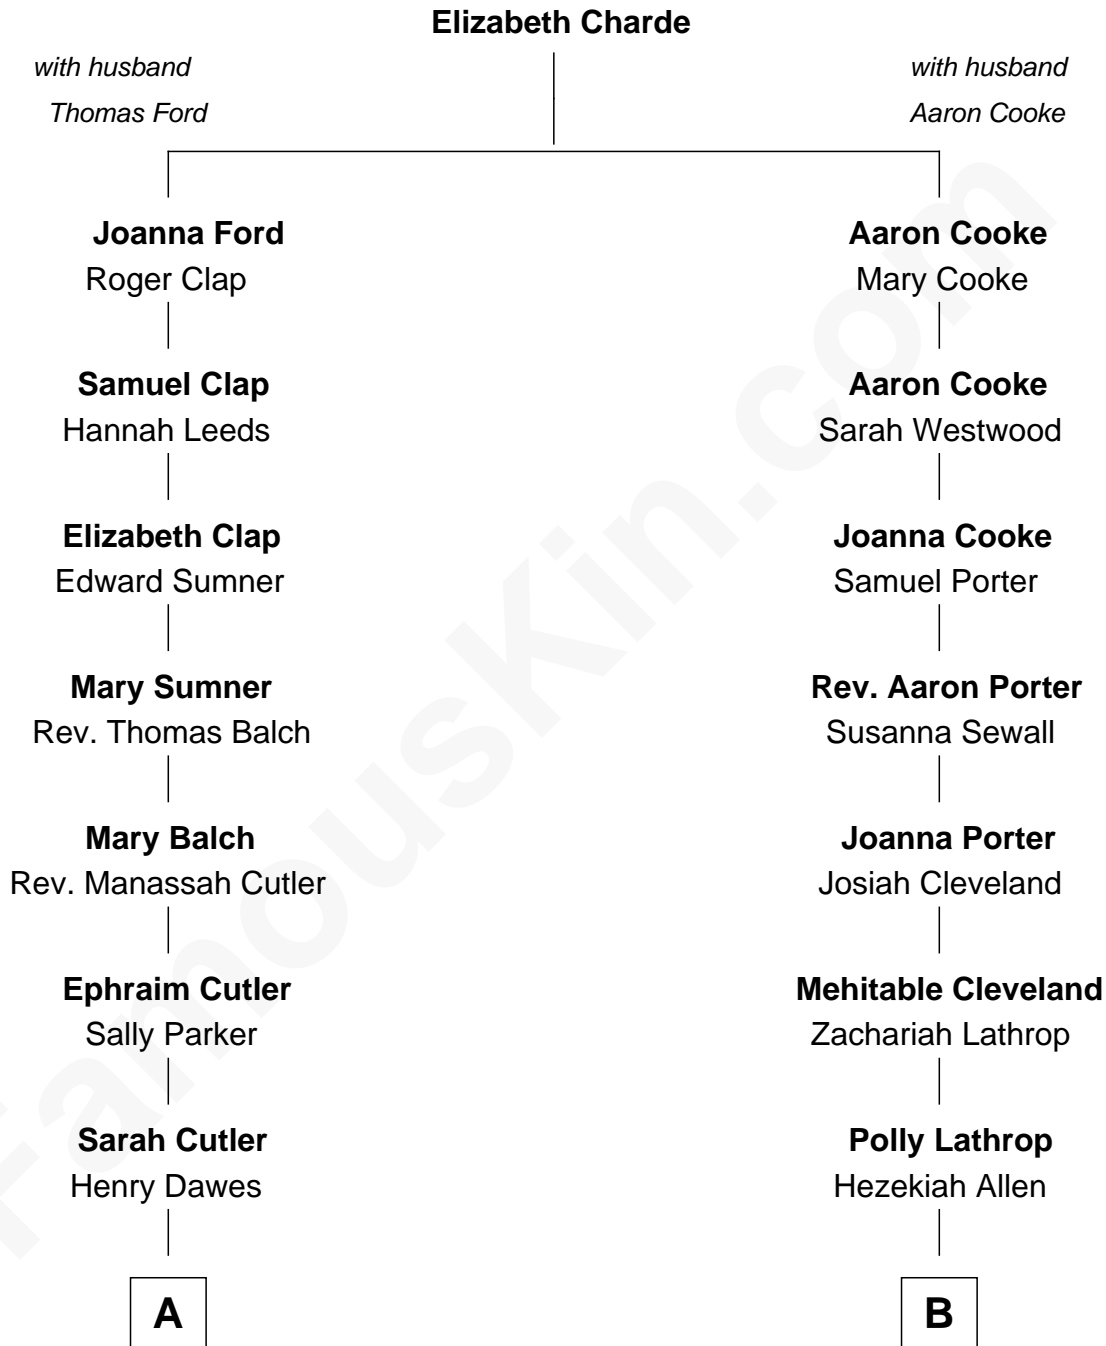 Elizabeth Charde
with husband
Thomas Ford
with husband
Aaron Cooke
Joanna Ford
Roger Clap
Aaron Cooke
Mary Cooke
Samuel Clap
Hannah Leeds
Aaron Cooke
Sarah Westwood
Elizabeth Clap
Edward Sumner
Joanna Cooke
Samuel Porter
Mary Sumner
Rev. Thomas Balch
Rev. Aaron Porter
Susanna Sewall
Mary Balch
Rev. Manassah Cutler
Joanna Porter
Josiah Cleveland
Ephraim Cutler
Sally Parker
Mehitable Cleveland
Zachariah Lathrop
Sarah Cutler
Henry Dawes
Polly Lathrop
Hezekiah Allen
A
B
FamousKin.com